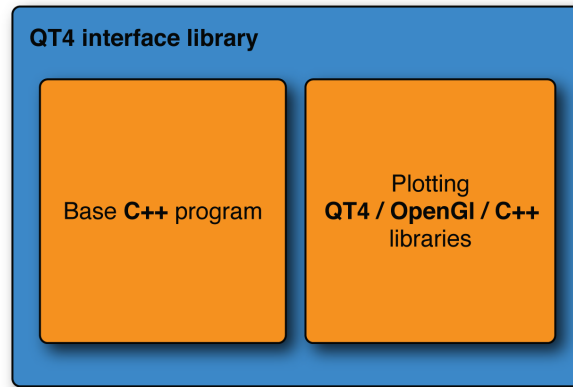 QT4 interface library
Base C++ program
Plotting
QT4 / OpenGl / C++
libraries